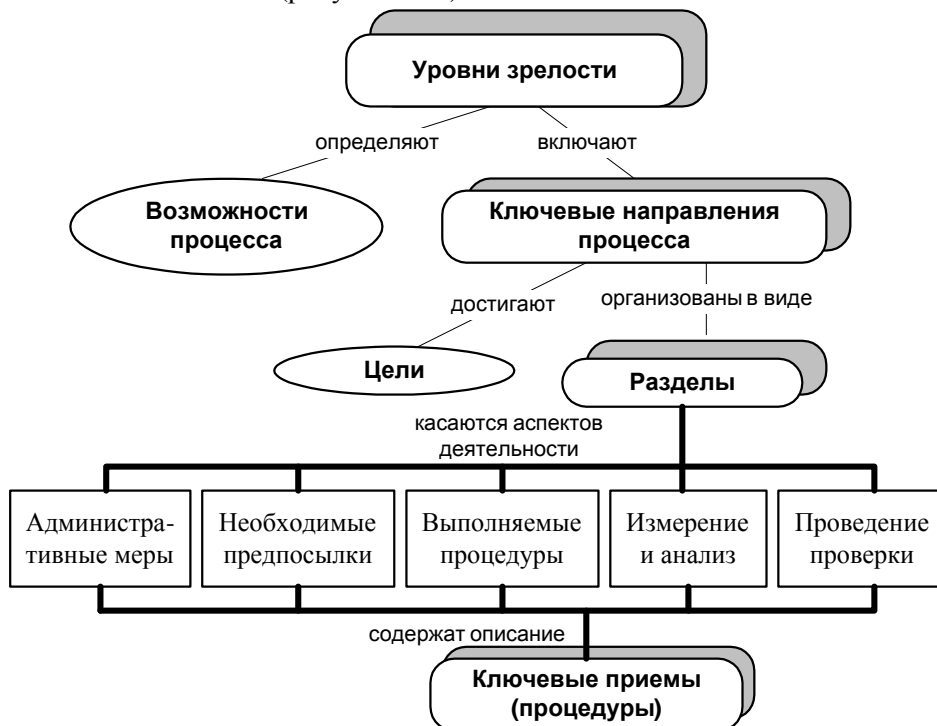 Уровни зрелости
определяют
включают
Возможности
процесса
Ключевые направления
процесса
достигают
организованы в виде
Цели
Разделы
касаются аспектов
деятельности
Администра-
тивные меры
Необходимые
предпосылки
Выполняемые
процедуры
Измерение
и анализ
Проведение
проверки
содержат описание
Ключевые приемы
(процедуры)